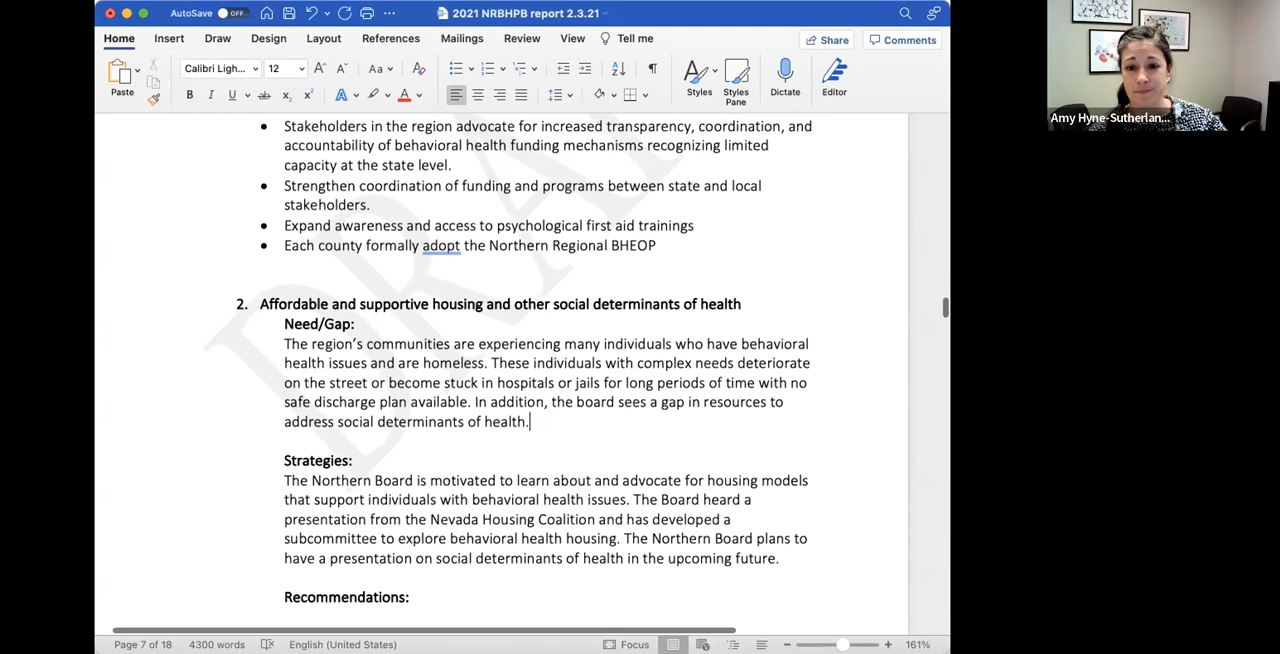 AutoSave OFF
2021 NRBHPB report 2.3.21
Home Insert Draw Design Layout References Mailings Review View Tell me
Share Comments
Paste
Calibri Ligh... 12
Aa
B I U ab x₂ x²
Styles
Styles Pane
Dictate
Editor
Amy Hyne-Sutherlan...
• Stakeholders in the region advocate for increased transparency, coordination, and
accountability of behavioral health funding mechanisms recognizing limited
capacity at the state level.
• Strengthen coordination of funding and programs between state and local
stakeholders.
• Expand awareness and access to psychological first aid trainings
• Each county formally adopt the Northern Regional BHEOP
2. Affordable and supportive housing and other social determinants of health
Need/Gap:
The region's communities are experiencing many individuals who have behavioral
health issues and are homeless. These individuals with complex needs deteriorate
on the street or become stuck in hospitals or jails for long periods of time with no
safe discharge plan available. In addition, the board sees a gap in resources to
address social determinants of health.
Strategies:
The Northern Board is motivated to learn about and advocate for housing models
that support individuals with behavioral health issues. The Board heard a
presentation from the Nevada Housing Coalition and has developed a
subcommittee to explore behavioral health housing. The Northern Board plans to
have a presentation on social determinants of health in the upcoming future.
Recommendations:
Page 7 of 18 4300 words English (United States) Focus 161%